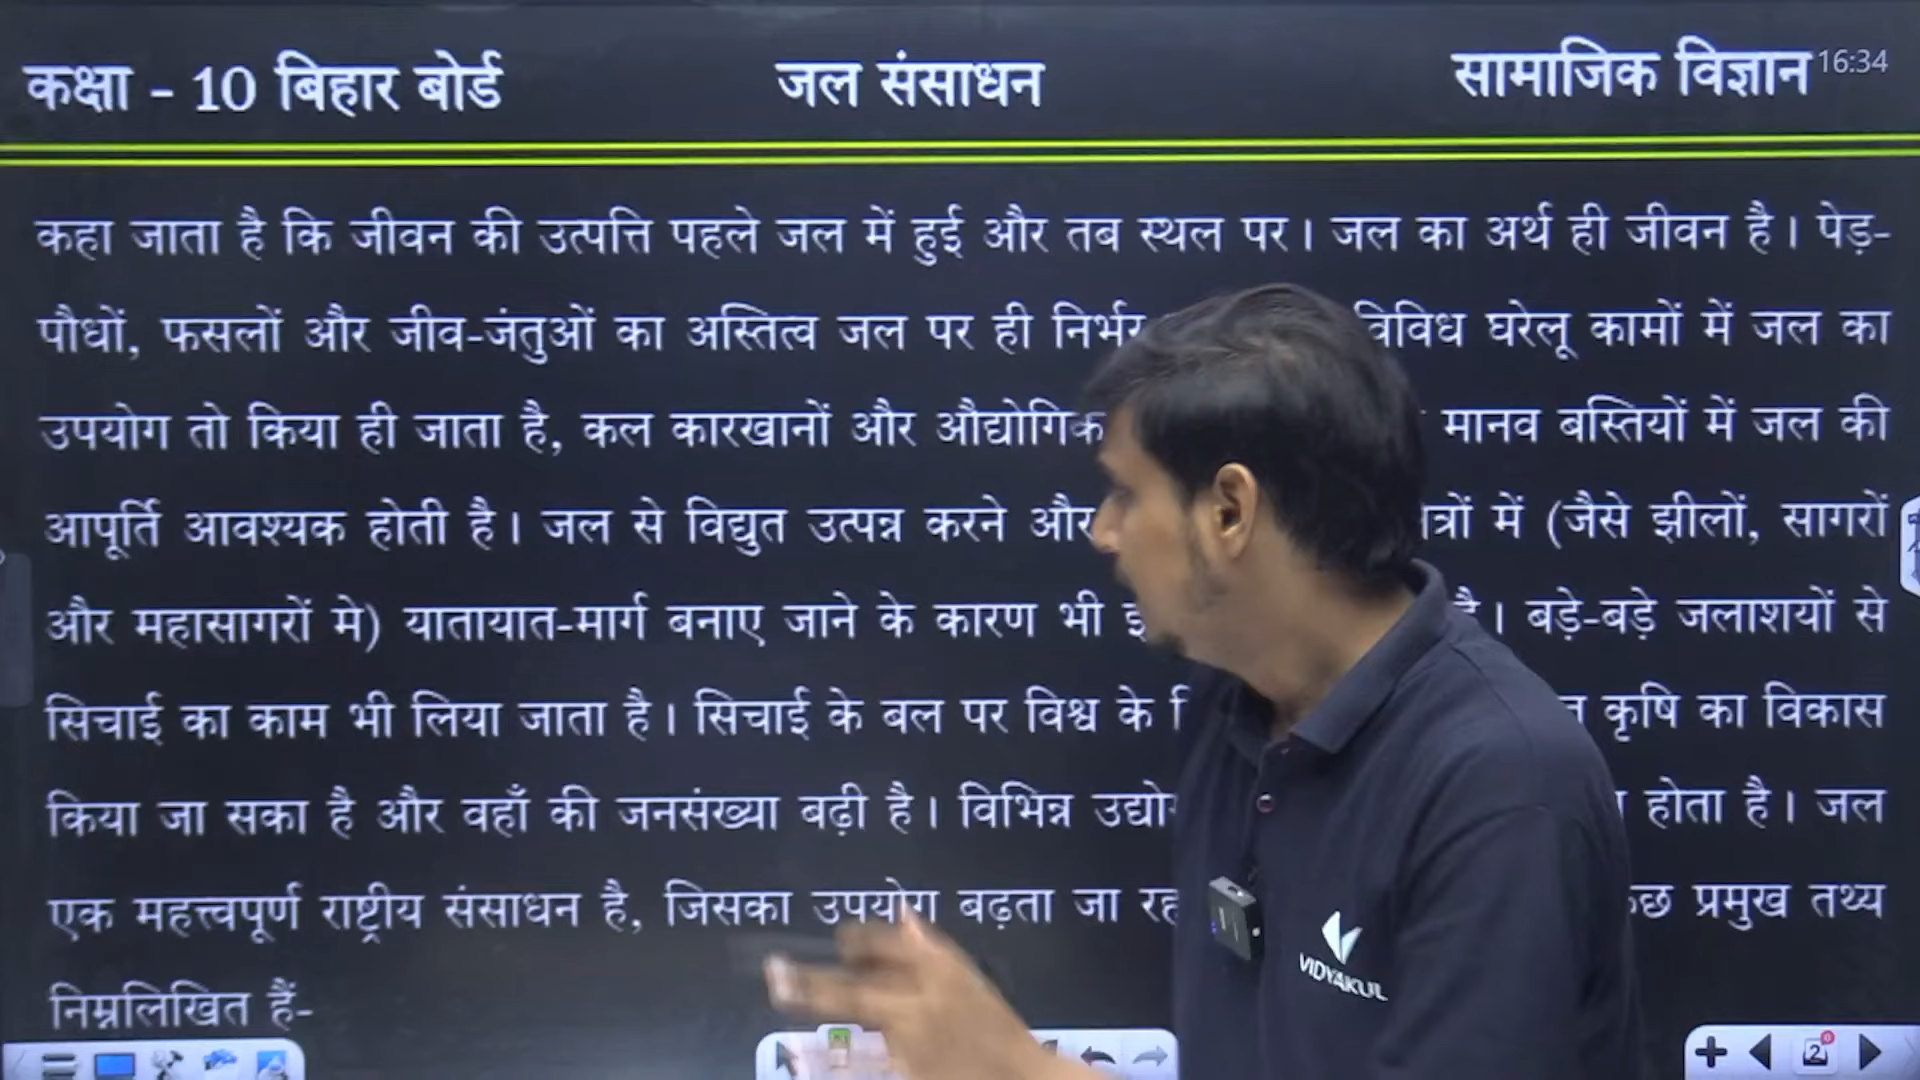 कक्षा - 10 बिहार बोर्ड जल संसाधन सामाजिक विज्ञान 16:34
कहा जाता है कि जीवन की उत्पत्ति पहले जल में हुई और तब स्थल पर। जल का अर्थ ही जीवन है। पेड़-
पौधों, फसलों और जीव-जंतुओं का अस्तित्व जल पर ही निर्भर विविध घरेलू कामों में जल का
उपयोग तो किया ही जाता है, कल कारखानों और औद्योगिक मानव बस्तियों में जल की
आपूर्ति आवश्यक होती है। जल से विद्युत उत्पन्न करने और (जैसे झीलों, सागरों
और महासागरों मे) यातायात-मार्ग बनाए जाने के कारण भी है। बड़े-बड़े जलाशयों से
सिचाई का काम भी लिया जाता है। सिचाई के बल पर विश्व के कृषि का विकास
किया जा सका है और वहाँ की जनसंख्या बढ़ी है। विभिन्न होता है। जल
एक महत्त्वपूर्ण राष्ट्रीय संसाधन है, जिसका उपयोग बढ़ता जा प्रमुख तथ्य
निम्नलिखित हैं-
VIDYAKUL
2